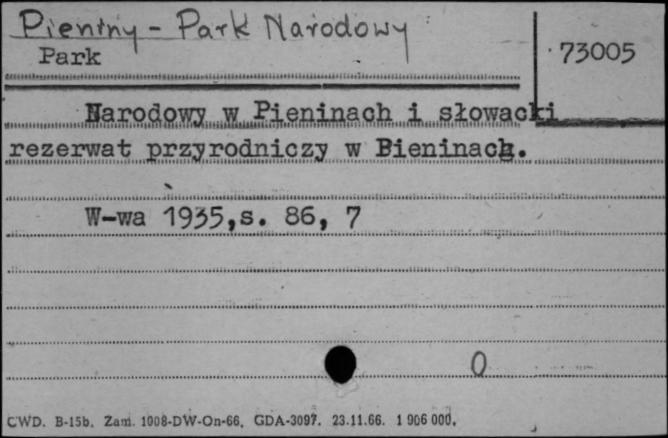 Pieniny - Park Narodowy
Park
73005
Narodowy w Pieninach i słowacki
rezerwat przyrodniczy w Pieninach.
W-wa 1935,s. 86, 7
0
CWD. B-15b. Zam. 1008-DW-On-66. GDA-3097. 23.11.66. 1 906 000.